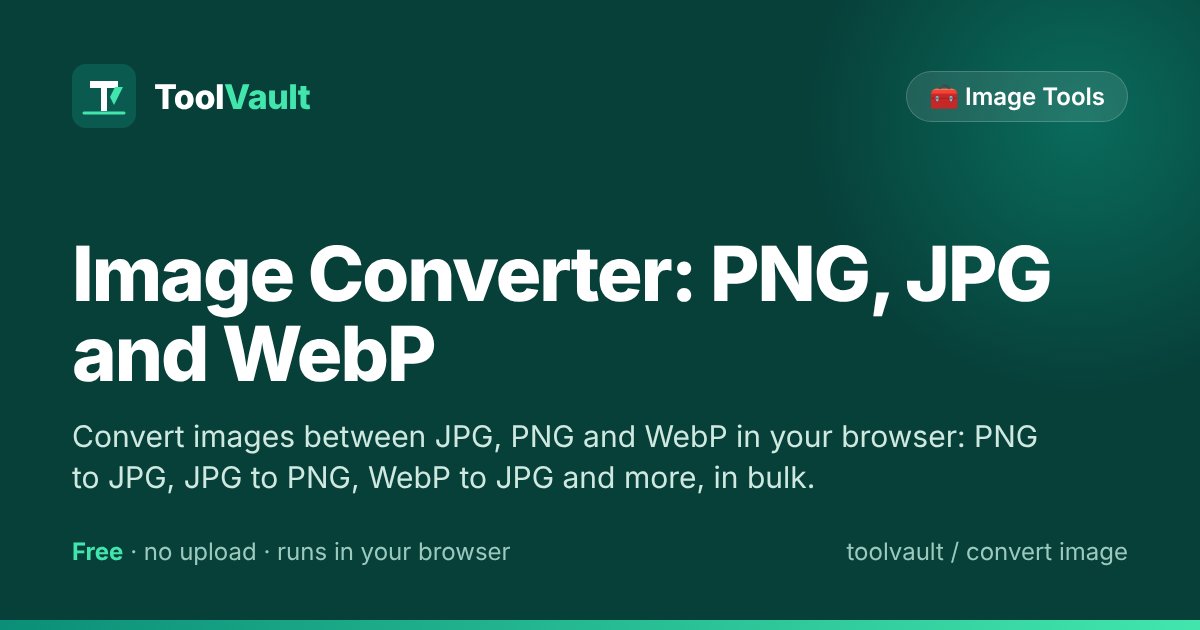 ToolVault
Image Tools
Image Converter: PNG, JPG
and WebP
Convert images between JPG, PNG and WebP in your browser: PNG
to JPG, JPG to PNG, WebP to JPG and more, in bulk.
Free · no upload · runs in your browser
toolvault / convert image